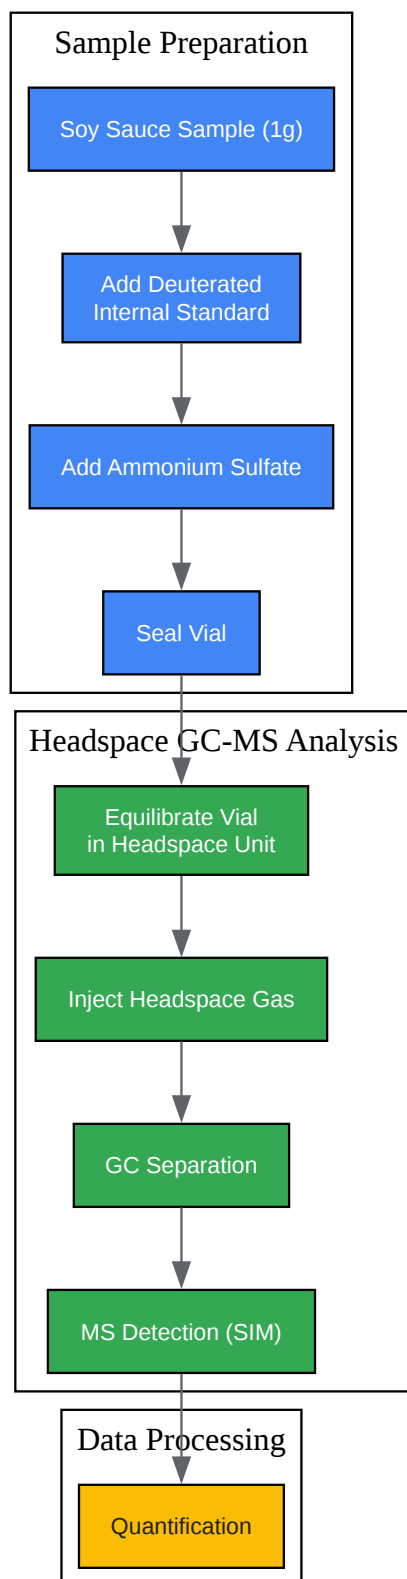 Sample Preparation
Soy Sauce Sample (1g)
Add Deuterated
Internal Standard
Add Ammonium Sulfate
Seal Vial
Headspace GC-MS Analysis
Equilibrate Vial
in Headspace Unit
Inject Headspace Gas
GC Separation
MS Detection (SIM)
Data Processing
Quantification